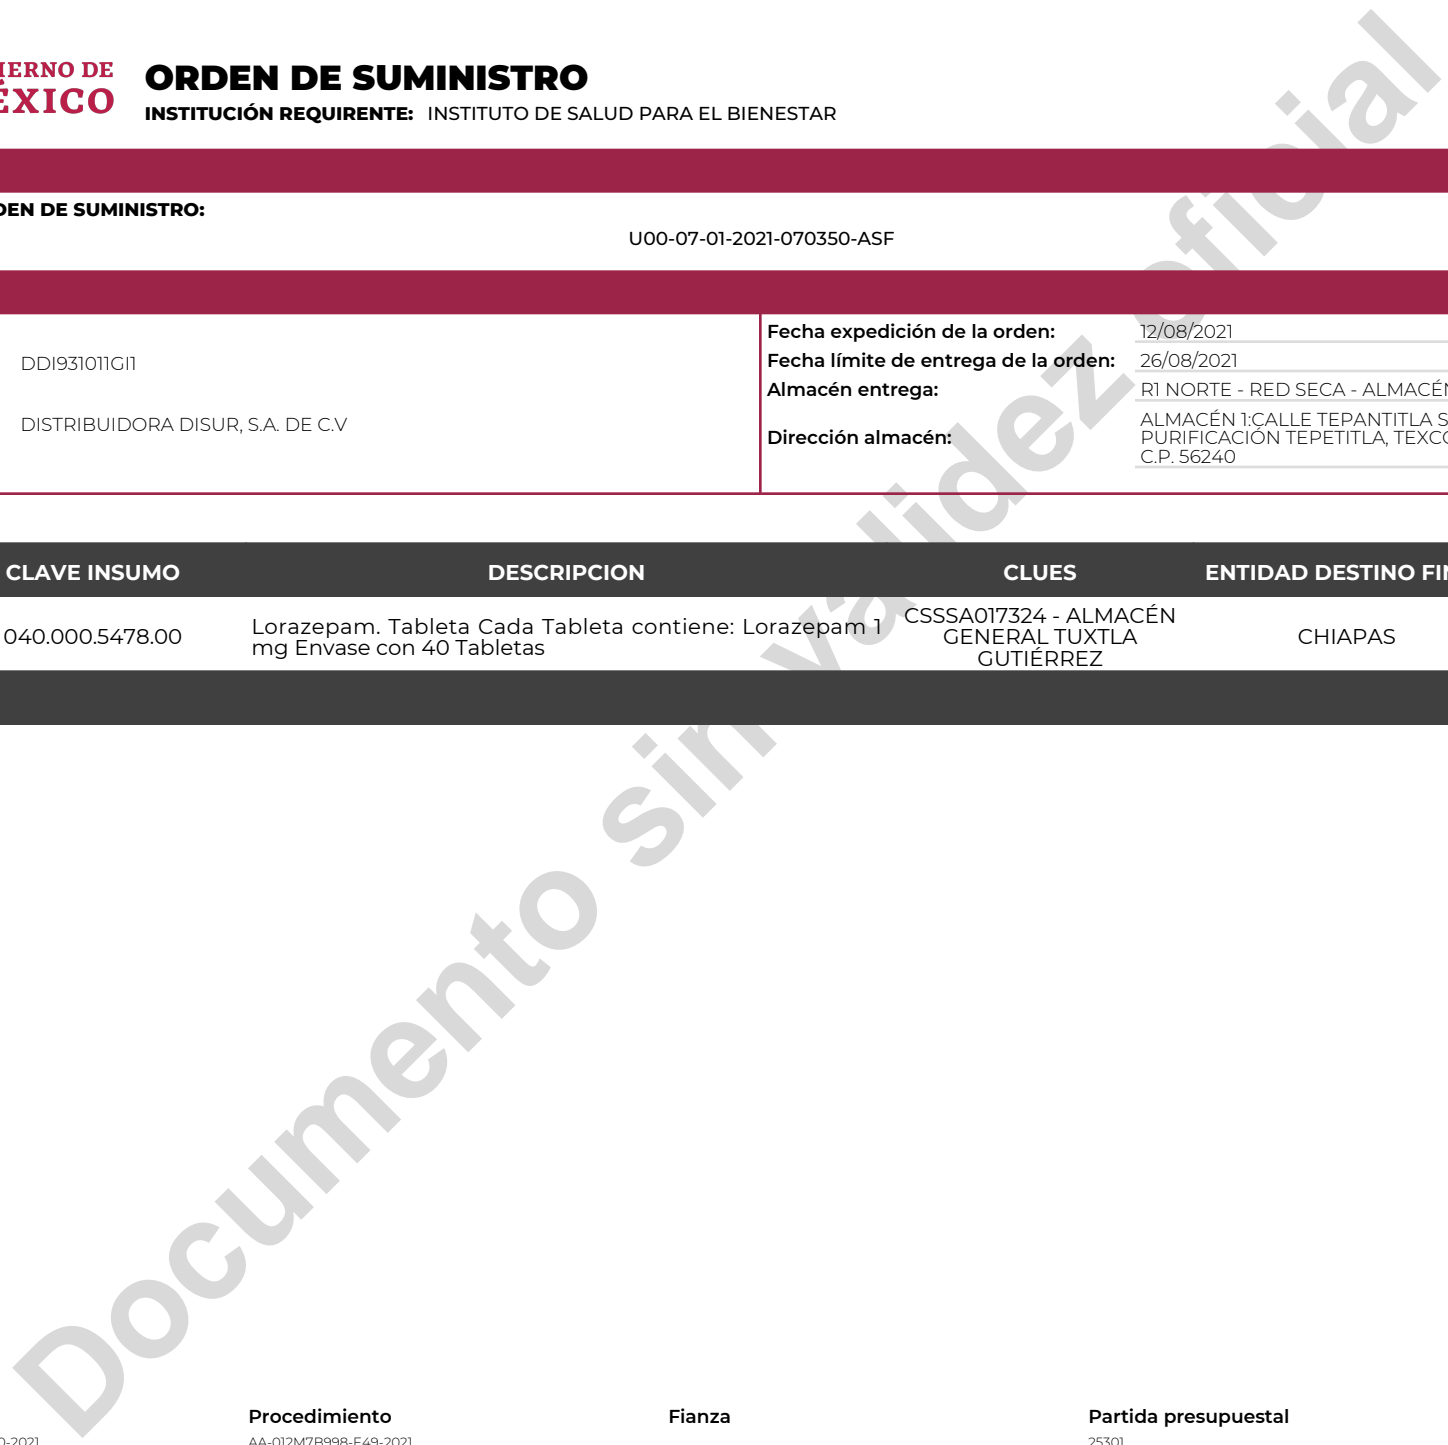 ORDEN DE SUMINISTRO
INSTITUCIÓN REQUIRENTE: INSTITUTO DE SALUD PARA EL BIENESTAR
IERNO DE
ÉXICO
DEN DE SUMINISTRO:
U00-07-01-2021-070350-ASF
DDI931011GI1
DISTRIBUIDORA DISUR, S.A. DE C.V
Fecha expedición de la orden: 12/08/2021
Fecha límite de entrega de la orden: 26/08/2021
Almacén entrega: R1 NORTE - RED SECA - ALMACÉN
Dirección almacén: ALMACÉN 1:CALLE TEPANTITLA S
PURIFICACIÓN TEPETITLA, TEXCO
C.P. 56240
CLAVE INSUMO DESCRIPCION CLUES ENTIDAD DESTINO FIN
040.000.5478.00
Lorazepam. Tableta Cada Tableta contiene: Lorazepam 1
mg Envase con 40 Tabletas
CSSSA017324 - ALMACÉN
GENERAL TUXTLA
GUTIÉRREZ
CHIAPAS
Documento sin validez oficial
Procedimiento Fianza Partida presupuestal
0-2021 AA-012M7B998-E49-2021 25301